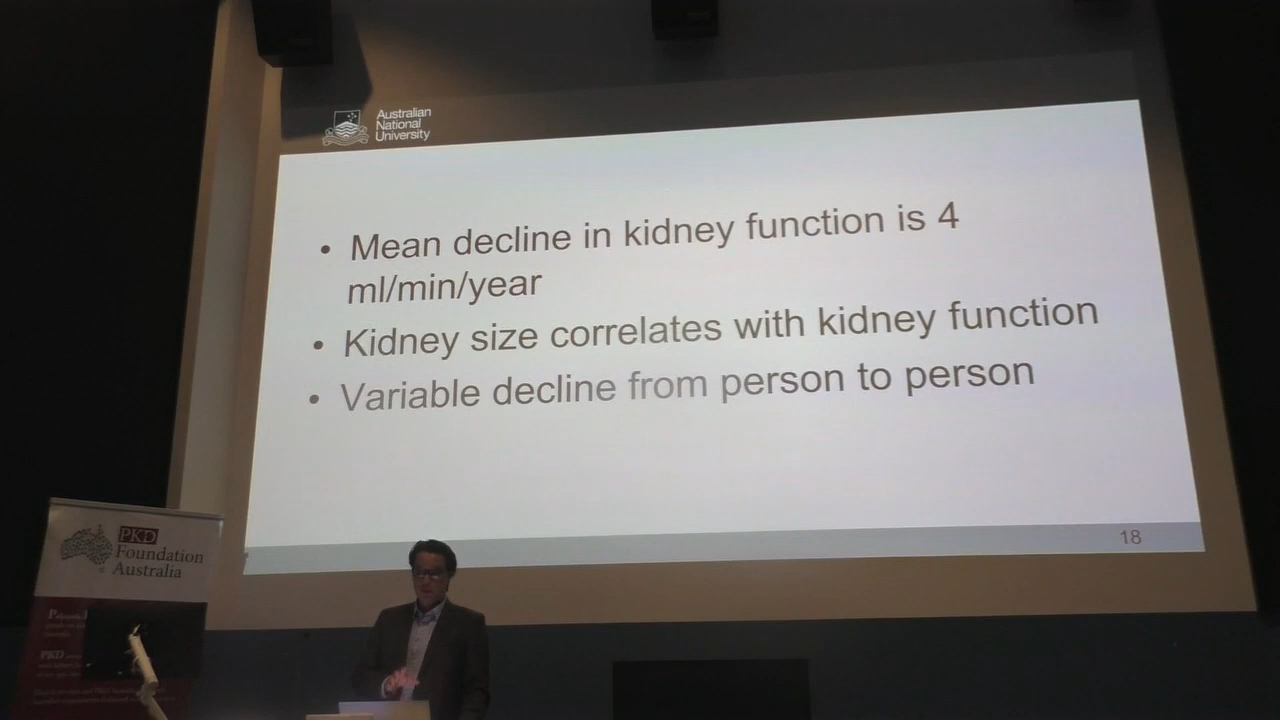 Australian
National
University
• Mean decline in kidney function is 4
ml/min/year
• Kidney size correlates with kidney function
• Variable decline from person to person
18
PKD
Foundation
Australia
PKD